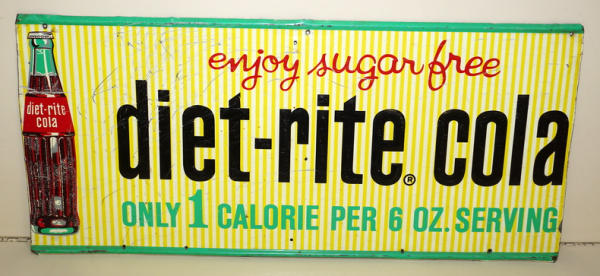 enjoy sugar free
diet-rite
cola
diet-rite® cola
ONLY 1 CALORIE PER 6 OZ. SERVING